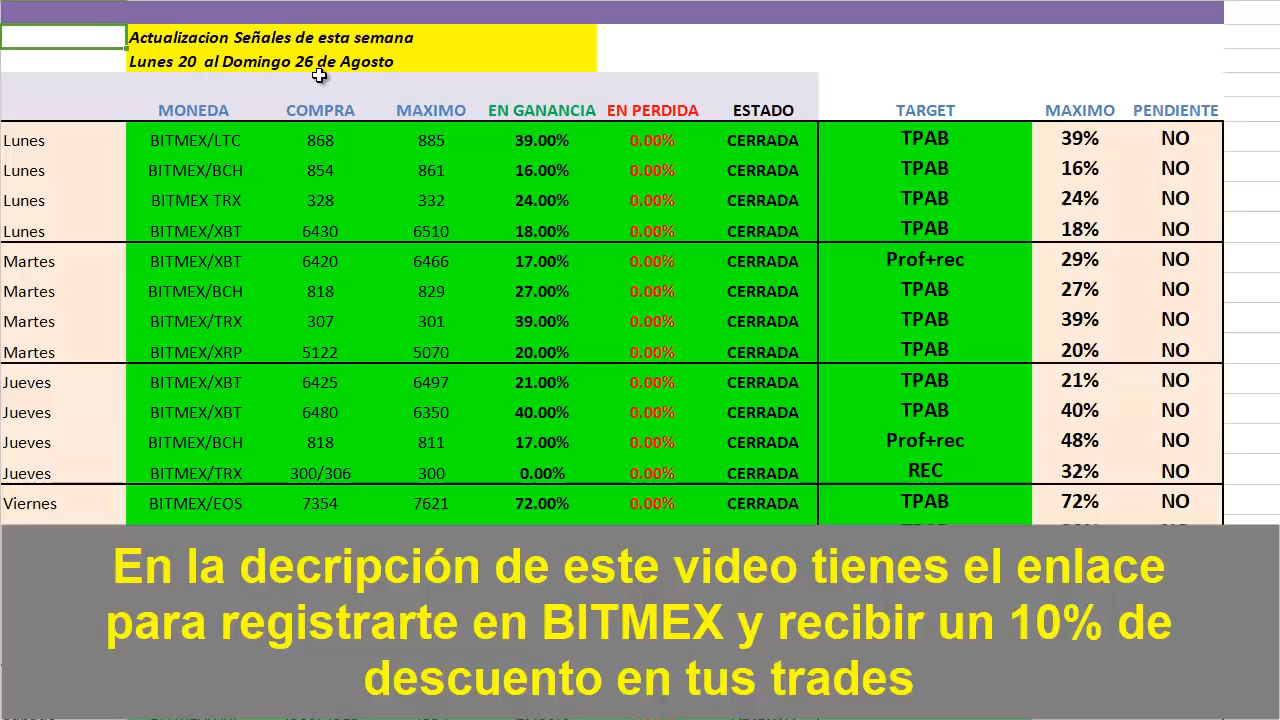 Actualizacion Señales de esta semana
Lunes 20 al Domingo 26 de Agosto
MONEDA COMPRA MAXIMO EN GANANCIA EN PERDIDA ESTADO TARGET MAXIMO PENDIENTE
Lunes BITMEX/LTC 868 885 39.00% 0.00% CERRADA TPAB 39% NO
Lunes BITMEX/BCH 854 861 16.00% 0.00% CERRADA TPAB 16% NO
Lunes BITMEX TRX 328 332 24.00% 0.00% CERRADA TPAB 24% NO
Lunes BITMEX/XBT 6430 6510 18.00% 0.00% CERRADA TPAB 18% NO
Martes BITMEX/XBT 6420 6466 17.00% 0.00% CERRADA Prof+rec 29% NO
Martes BITMEX/BCH 818 829 27.00% 0.00% CERRADA TPAB 27% NO
Martes BITMEX/TRX 307 301 39.00% 0.00% CERRADA TPAB 39% NO
Martes BITMEX/XRP 5122 5070 20.00% 0.00% CERRADA TPAB 20% NO
Jueves BITMEX/XBT 6425 6497 21.00% 0.00% CERRADA TPAB 21% NO
Jueves BITMEX/XBT 6480 6350 40.00% 0.00% CERRADA TPAB 40% NO
Jueves BITMEX/BCH 818 811 17.00% 0.00% CERRADA Prof+rec 48% NO
Jueves BITMEX/TRX 300/306 300 0.00% 0.00% CERRADA REC 32% NO
Viernes BITMEX/EOS 7354 7621 72.00% 0.00% CERRADA TPAB 72% NO
En la decripción de este video tienes el enlace
para registrarte en BITMEX y recibir un 10% de
descuento en tus trades